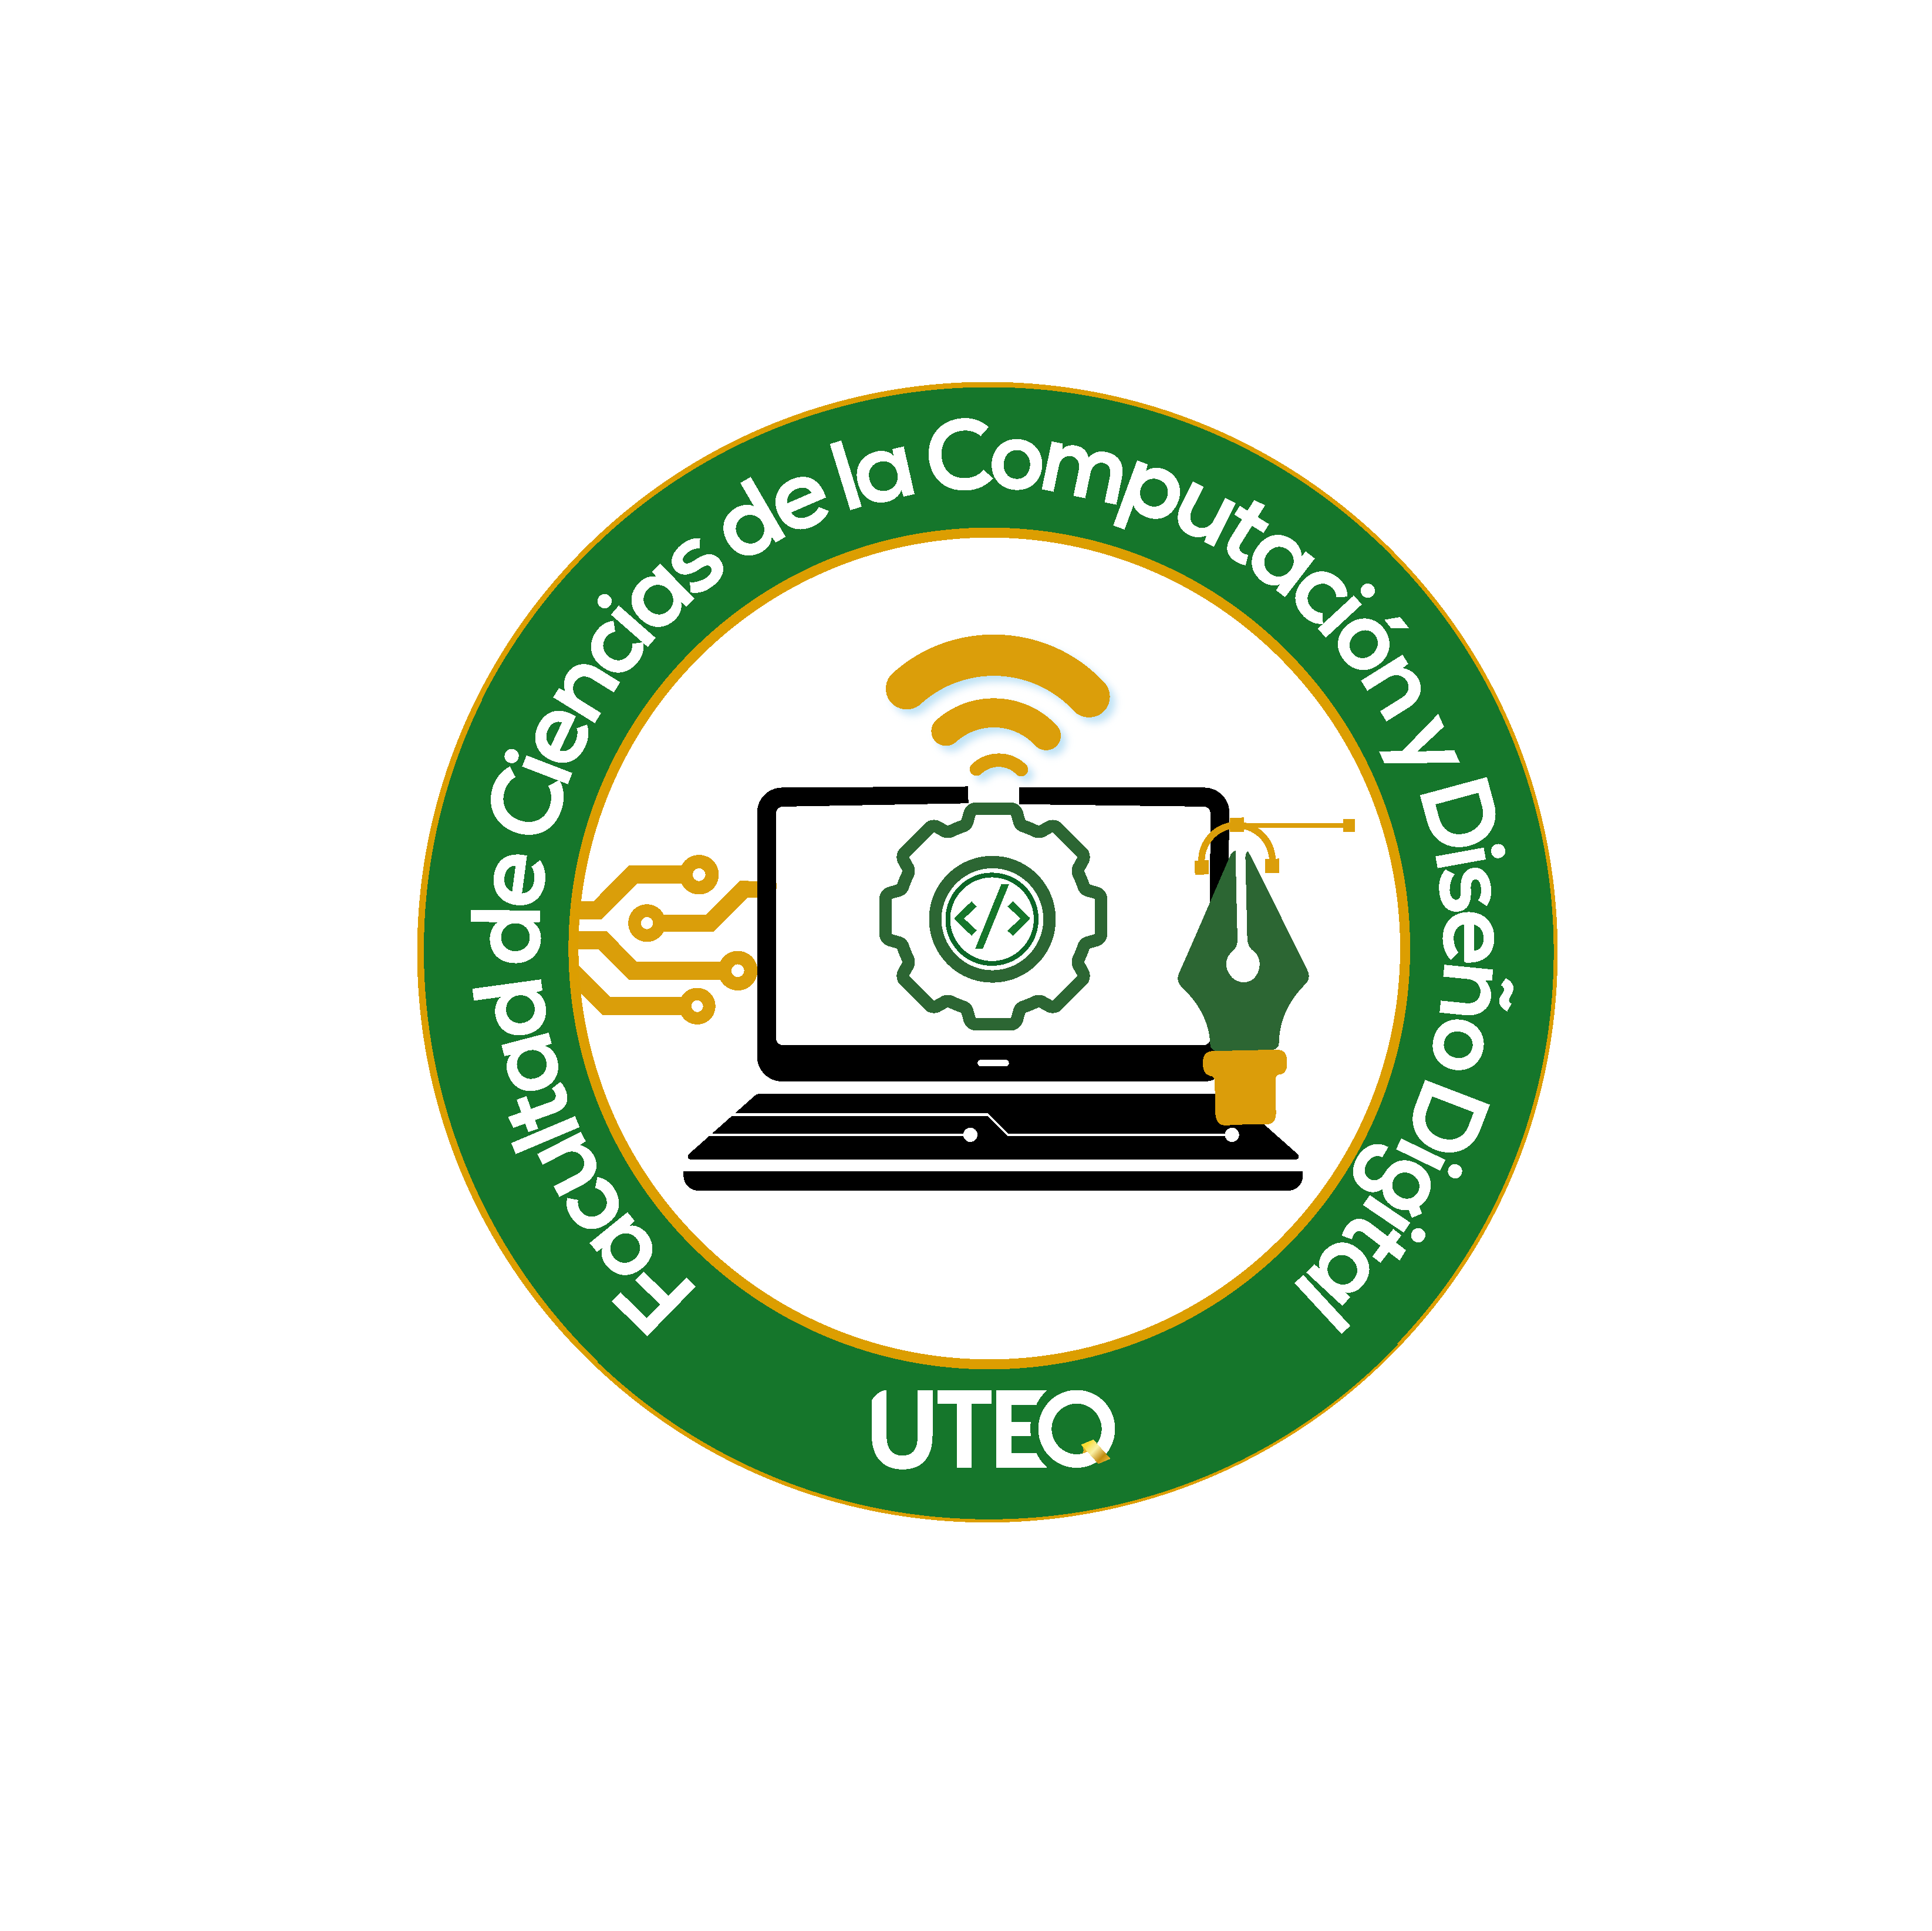 Facultad de Ciencias de la Computación y Diseño Digital
UTEQ